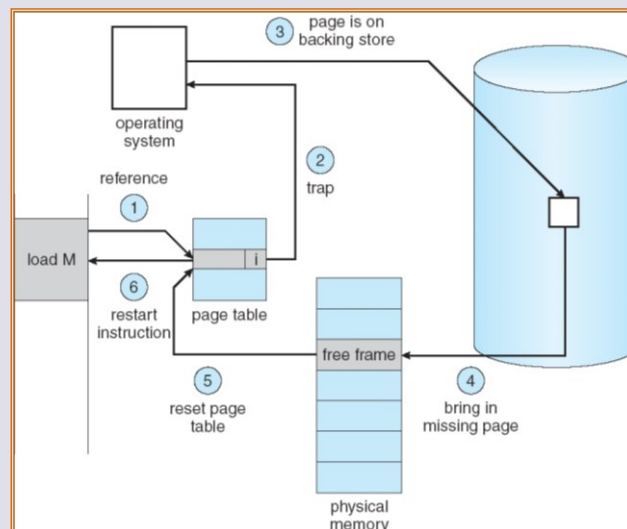 3
page is on
backing store
operating
system
2
trap
reference
1
load M
i
6
restart
instruction
page table
free frame
5
reset page
table
4
bring in
missing page
physical
memory